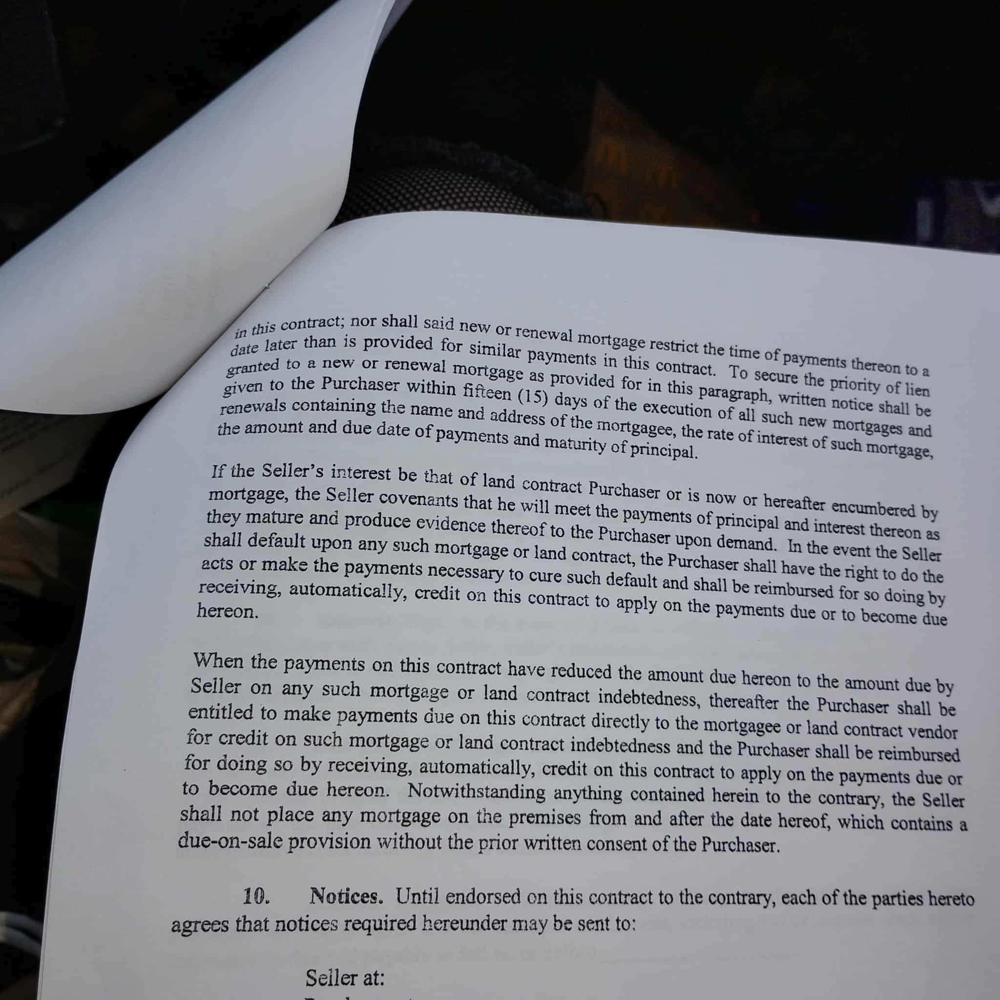 in this contract; nor shall said new or renewal mortgage restrict the time of payments thereon to a
date later than is provided for similar payments in this contract. To secure the priority of lien
granted to a new or renewal mortgage as provided for in this paragraph, written notice shall be
given to the Purchaser within fifteen (15) days of the execution of all such new mortgages and
renewals containing the name and address of the mortgagee, the rate of interest of such mortgage,
the amount and due date of payments and maturity of principal.
If the Seller's interest be that of land contract Purchaser or is now or hereafter encumbered by
mortgage, the Seller covenants that he will meet the payments of principal and interest thereon as
they mature and produce evidence thereof to the Purchaser upon demand. In the event the Seller
shall default upon any such mortgage or land contract, the Purchaser shall have the right to do the
acts or make the payments necessary to cure such default and shall be reimbursed for so doing by
receiving, automatically, credit on this contract to apply on the payments due or to become due
hereon.
When the payments on this contract have reduced the amount due hereon to the amount due by
Seller on any such mortgage or land contract indebtedness, thereafter the Purchaser shall be
entitled to make payments due on this contract directly to the mortgagee or land contract vendor
for credit on such mortgage or land contract indebtedness and the Purchaser shall be reimbursed
for doing so by receiving, automatically, credit on this contract to apply on the payments due or
to become due hereon. Notwithstanding anything contained herein to the contrary, the Seller
shall not place any mortgage on the premises from and after the date hereof, which contains a
due-on-sale provision without the prior written consent of the Purchaser.
10. Notices. Until endorsed on this contract to the contrary, each of the parties hereto
agrees that notices required hereunder may be sent to:
Seller at: